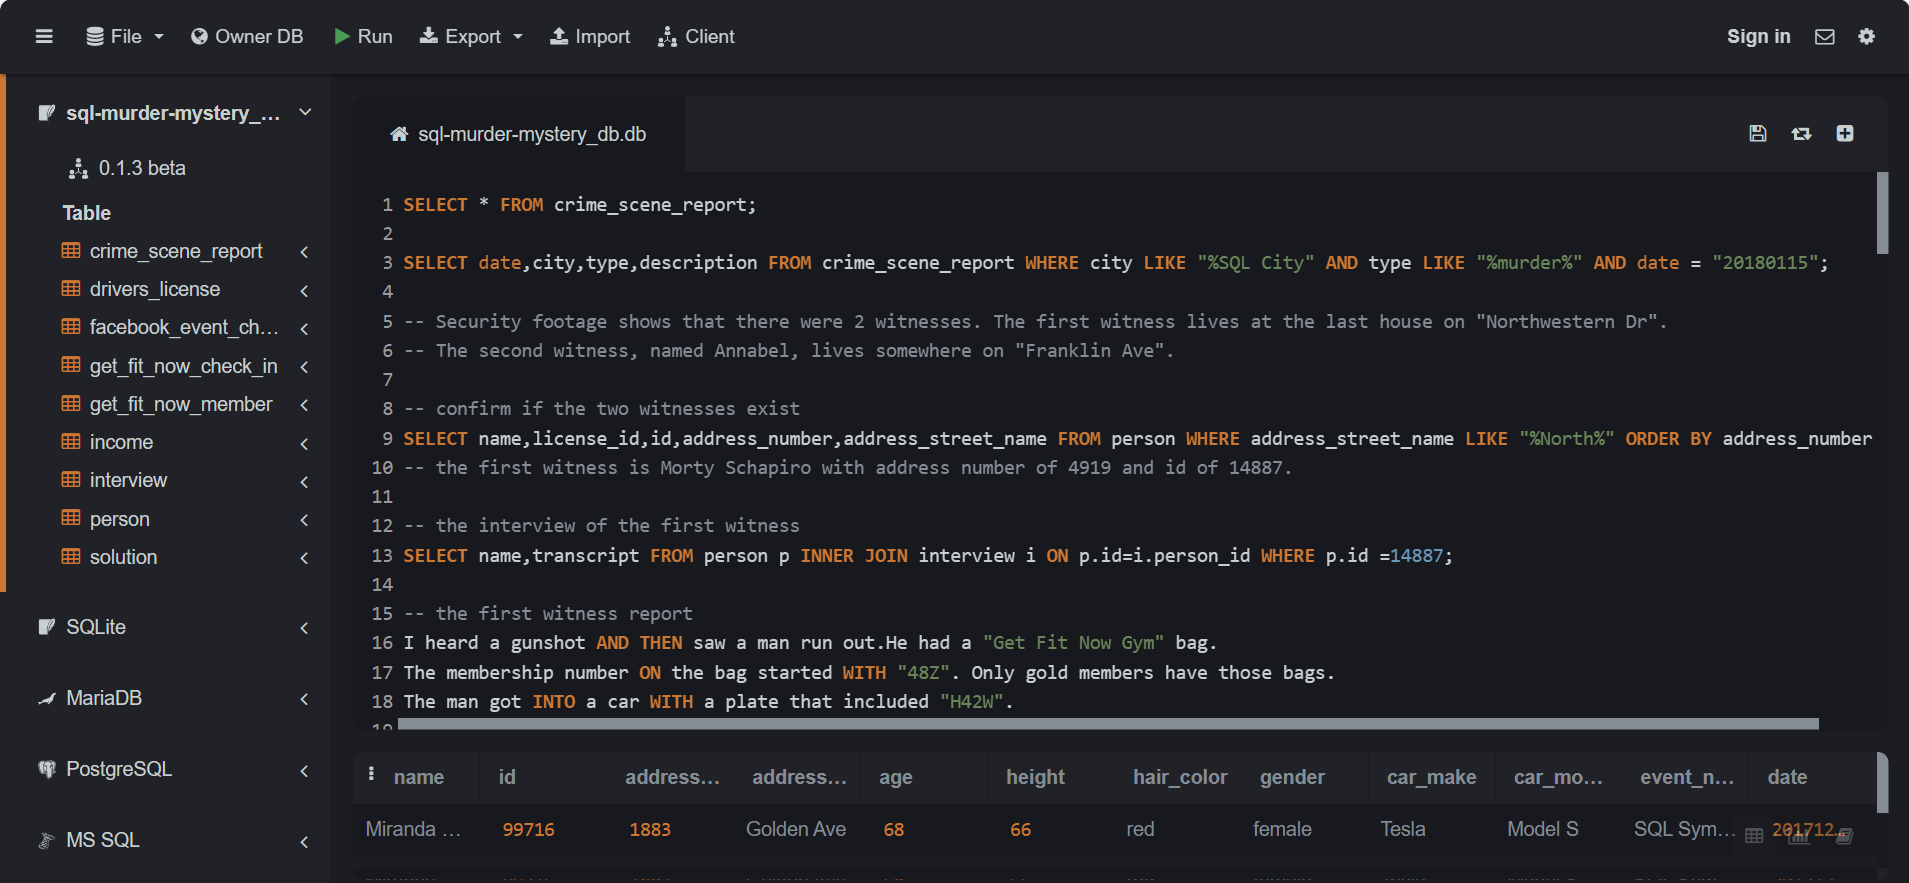 File Owner DB Run Export Import Client Sign in
sql-murder-mystery_...
0.1.3 beta
Table
crime_scene_report
drivers_license
facebook_event_ch...
get_fit_now_check_in
get_fit_now_member
income
interview
person
solution
SQLite
MariaDB
PostgreSQL
MS SQL
sql-murder-mystery_db.db
1 SELECT * FROM crime_scene_report;
2
3 SELECT date,city,type,description FROM crime_scene_report WHERE city LIKE "%SQL City" AND type LIKE "%murder%" AND date = "20180115";
4
5 -- Security footage shows that there were 2 witnesses. The first witness lives at the last house on "Northwestern Dr".
6 -- The second witness, named Annabel, lives somewhere on "Franklin Ave".
7
8 -- confirm if the two witnesses exist
9 SELECT name,license_id,id,address_number,address_street_name FROM person WHERE address_street_name LIKE "%North%" ORDER BY address_number
10 -- the first witness is Morty Schapiro with address number of 4919 and id of 14887.
11
12 -- the interview of the first witness
13 SELECT name,transcript FROM person p INNER JOIN interview i ON p.id=i.person_id WHERE p.id =14887;
14
15 -- the first witness report
16 I heard a gunshot AND THEN saw a man run out.He had a "Get Fit Now Gym" bag.
17 The membership number ON the bag started WITH "48Z". Only gold members have those bags.
18 The man got INTO a car WITH a plate that included "H42W".
name id address... address... age height hair_color gender car_make car_mo... event_n... date
Miranda ... 99716 1883 Golden Ave 68 66 red female Tesla Model S SQL Sym... 201712...